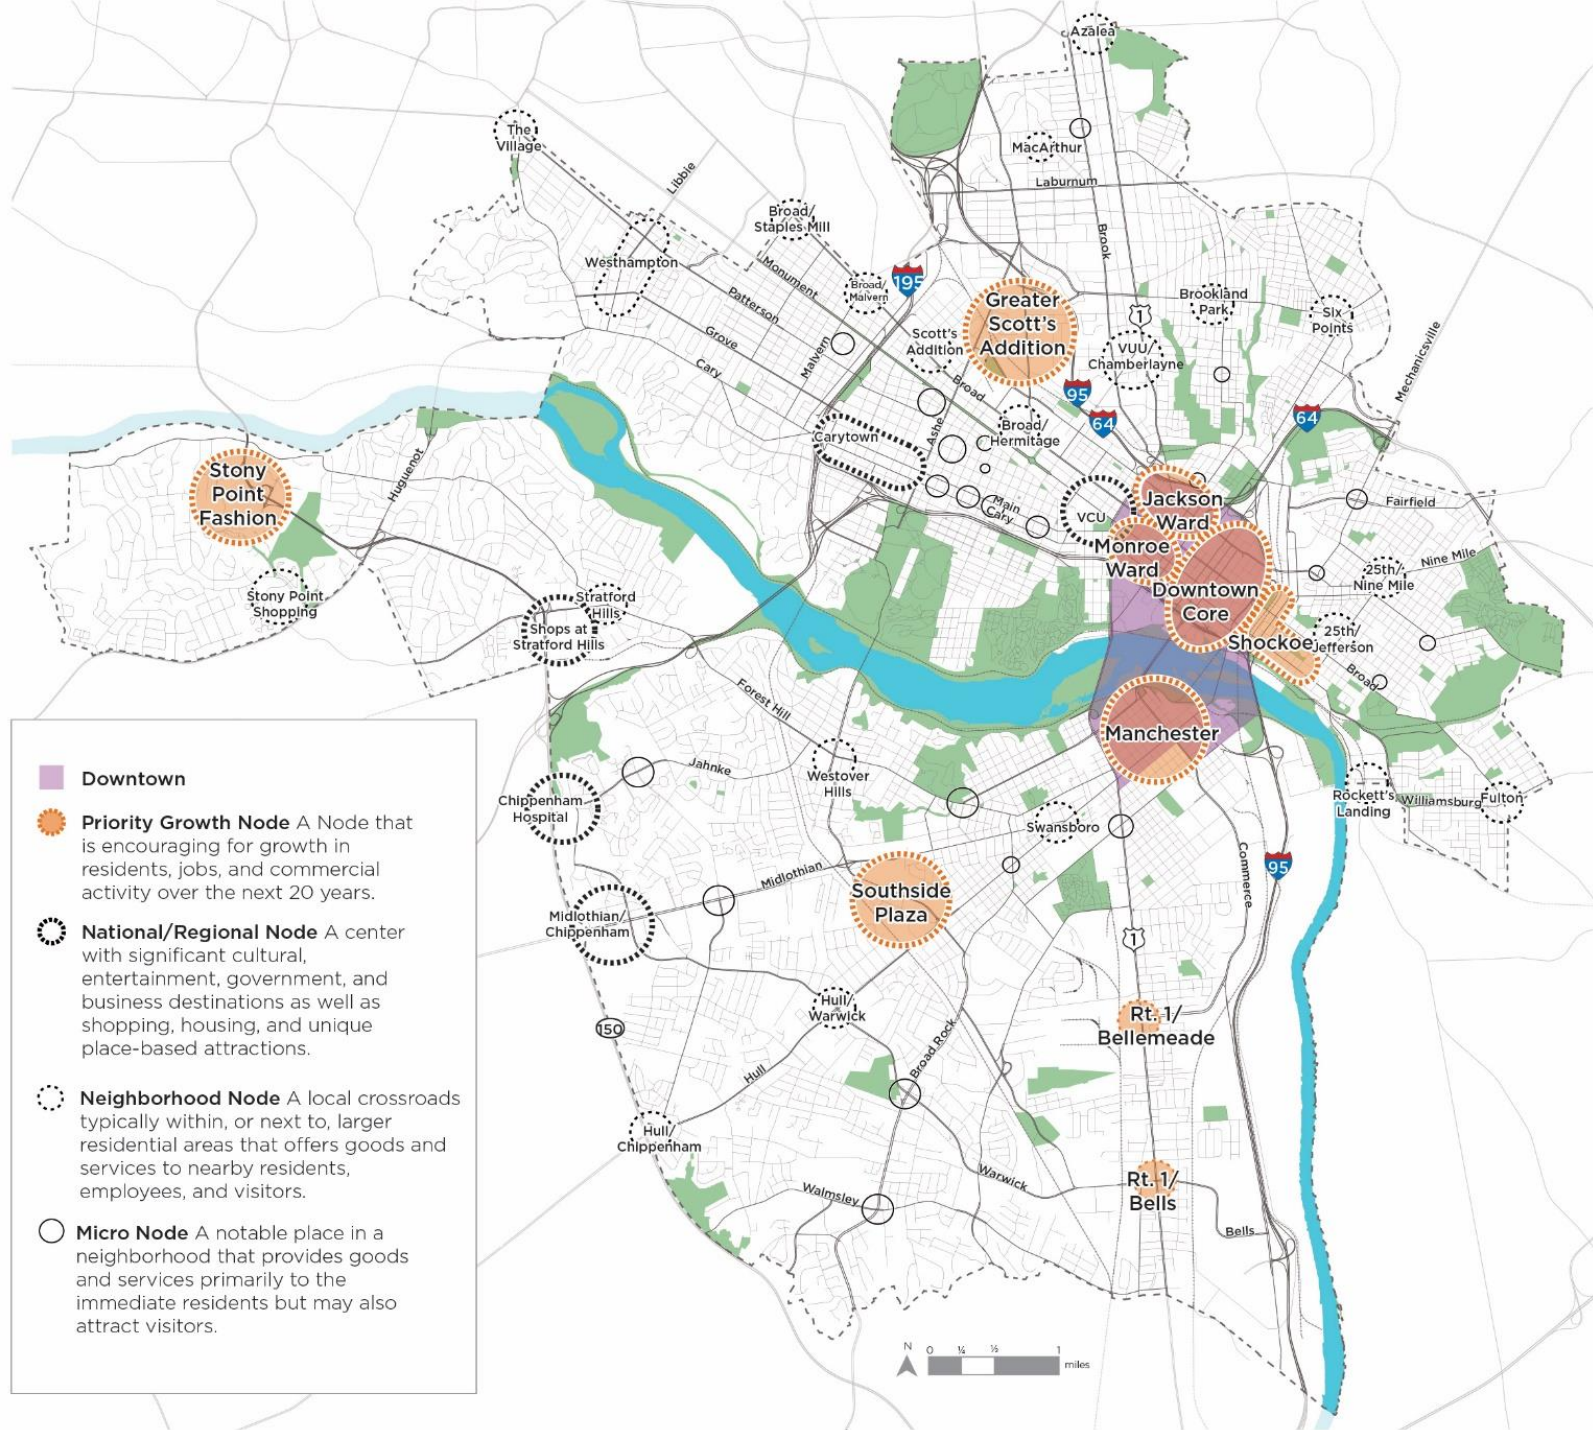 Azalea
The
Village
MacArthur
Laburnum
Libbie
Broad/
Staples Mill
Brook
Westhampton
Monument
Broad/
Malvern
195
Patterson
Greater
Scott's
Addition
Brookland
Park
Six
Points
1
Grove
Malvern
Scott's
Addition
VUU/
Chamberlayne
Mechanicsville
Cary
Broad
95
64
64
Carytown
Ashe
Broad/
Hermitage
Stony
Point
Fashion
Huguenot
Main
Cary
VCU
Jackson
Ward
Fairfield
Monroe
Ward
Nine Mile
25th/
Nine Mile
Downtown
Core
Stony Point
Shopping
Stratford
Hills
Shops at
Stratford Hills
Shockoe
25th/
Jefferson
Broad
Forest Hill
Manchester
Jahnke
Westover
Hills
Chippenham
Hospital
Rockett's
Landing
Williamsburg
Fulton
Swansboro
Midlothian
Commerce
95
Southside
Plaza
Midlothian/
Chippenham
1
Hull/
Warwick
Rt. 1/
Bellemeade
150
Broad Rock
Hull
Hull/
Chippenham
Warwick
Walmsley
Rt. 1/
Bells
Bells
Downtown
Priority Growth Node A Node that
is encouraging for growth in
residents, jobs, and commercial
activity over the next 20 years.
National/Regional Node A center
with significant cultural,
entertainment, government, and
business destinations as well as
shopping, housing, and unique
place-based attractions.
Neighborhood Node A local crossroads
typically within, or next to, larger
residential areas that offers goods and
services to nearby residents,
employees, and visitors.
Micro Node A notable place in a
neighborhood that provides goods
and services primarily to the
immediate residents but may also
attract visitors.
N
0 ¼ ½ 1
miles